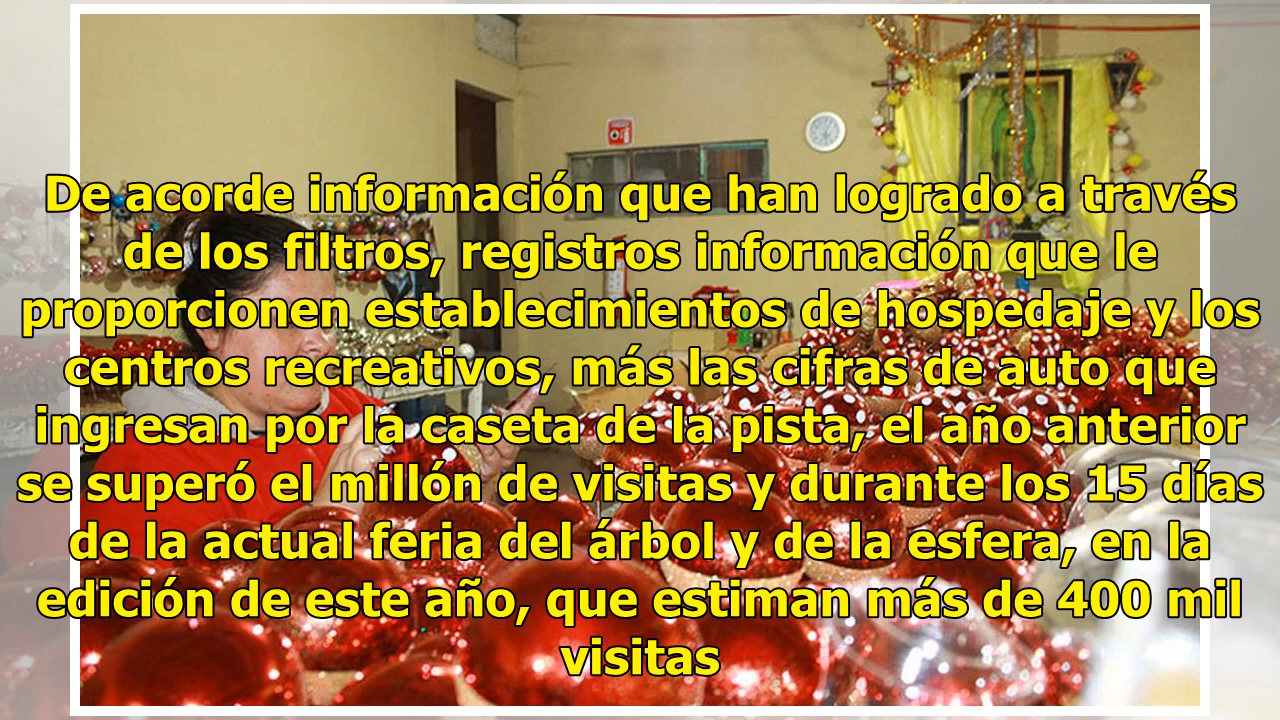 De acorde información que han logrado a través
de los filtros, registros información que le
proporcionen establecimientos de hospedaje y los
centros recreativos, más las cifras de auto que
ingresan por la caseta de la pista, el año anterior
se superó el millón de visitas y durante los 15 días
de la actual feria del árbol y de la esfera, en la
edición de este año, que estiman más de 400 mil
visitas